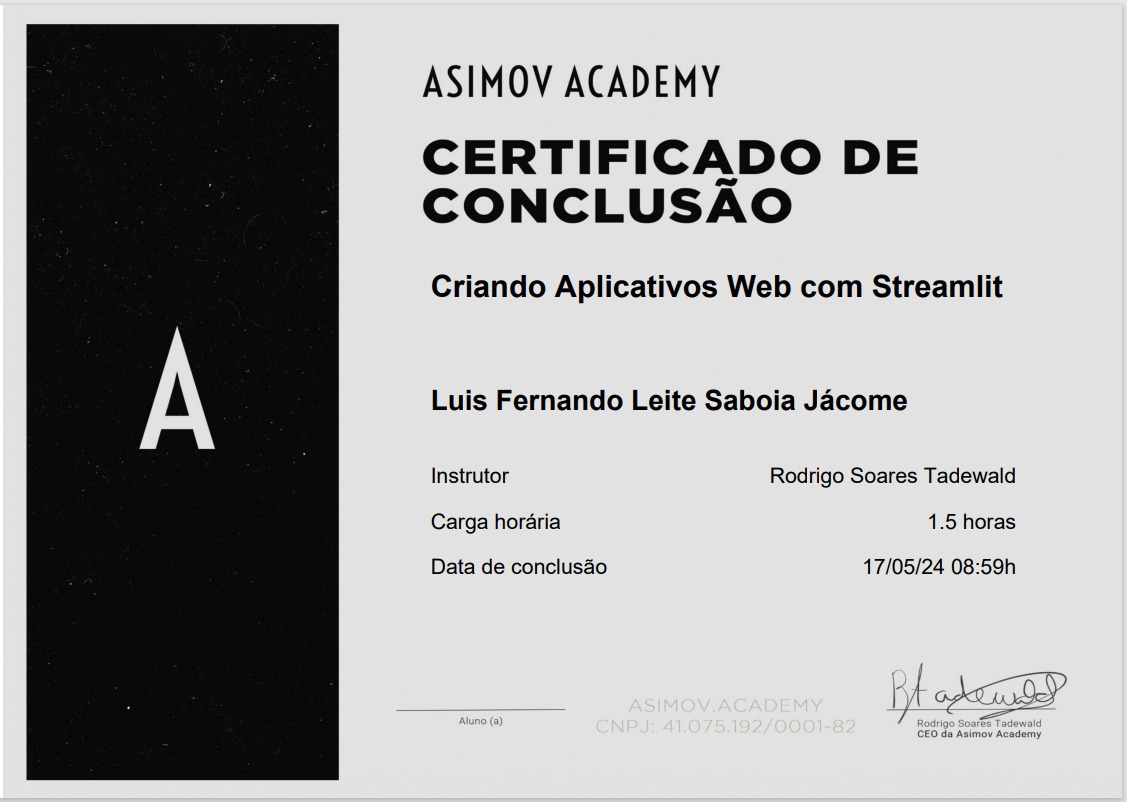 A
ASIMOV ACADEMY
CERTIFICADO DE
CONCLUSÃO
Criando Aplicativos Web com Streamlit
Luis Fernando Leite Saboia Jácome
Instrutor Rodrigo Soares Tadewald
Carga horária 1.5 horas
Data de conclusão 17/05/24 08:59h
Aluno (a)
ASIMOV.ACADEMY
CNPJ: 41.075.192/0001-82
Rodrigo Soares Tadewald
CEO da Asimov Academy